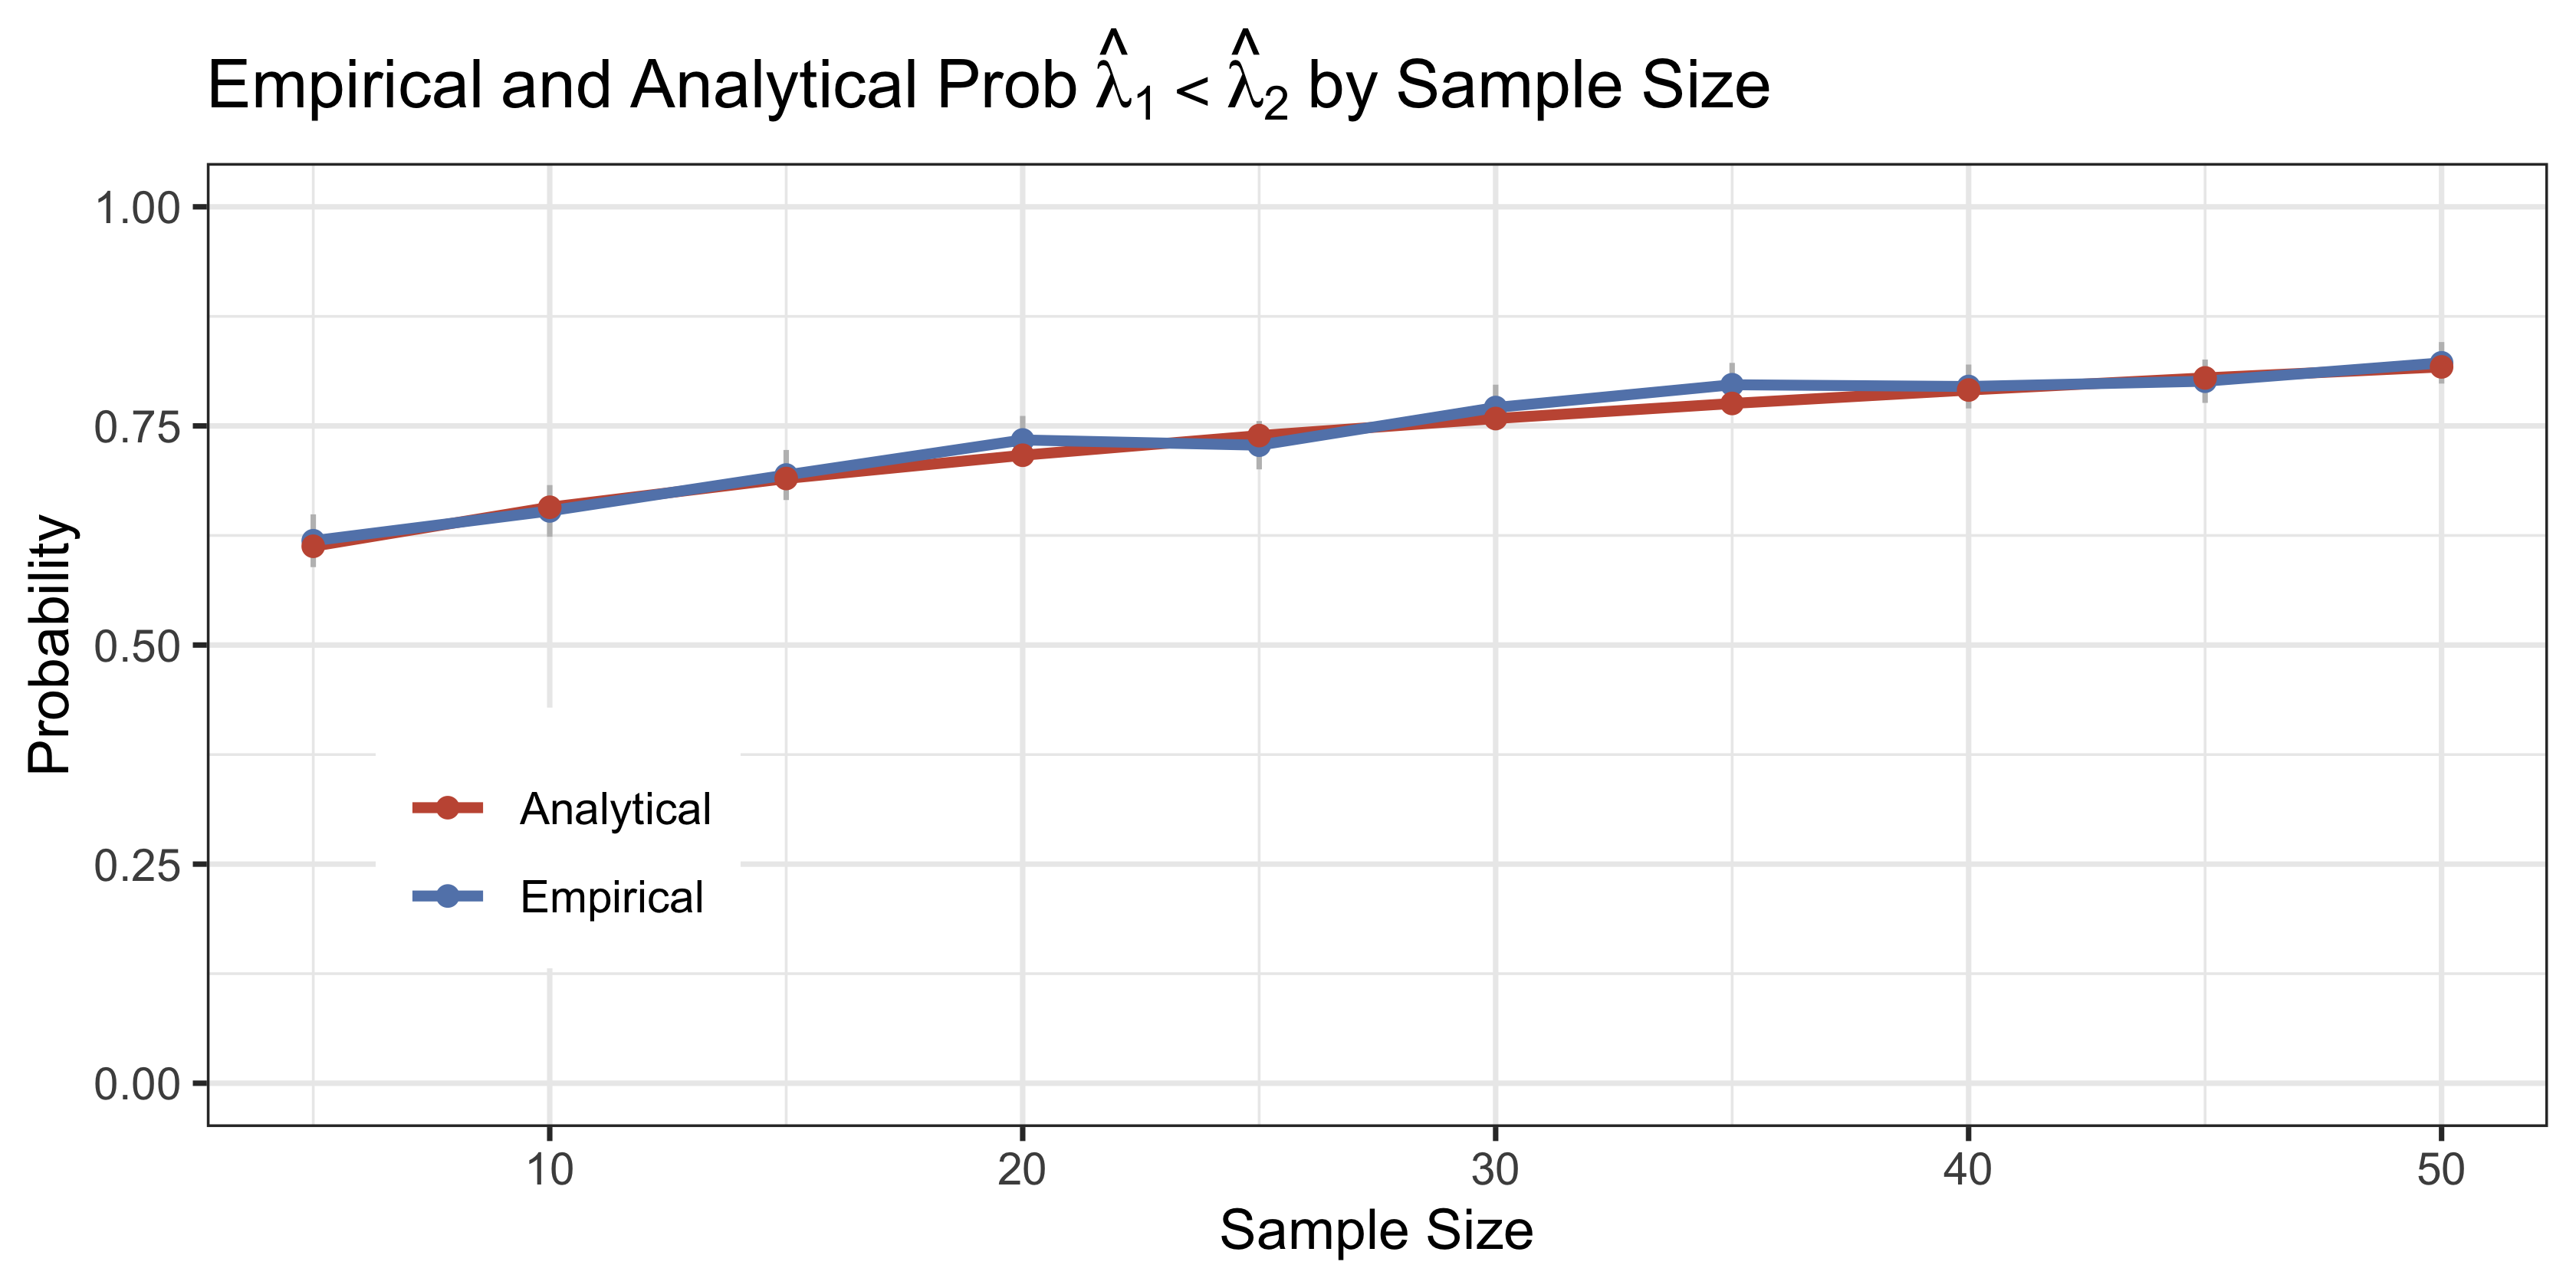 Empirical and Analytical Prob λ̂₁ < λ̂₂ by Sample Size
1.00
0.75
0.50
0.25
0.00
Probability
Analytical
Empirical
10 20 30 40 50
Sample Size